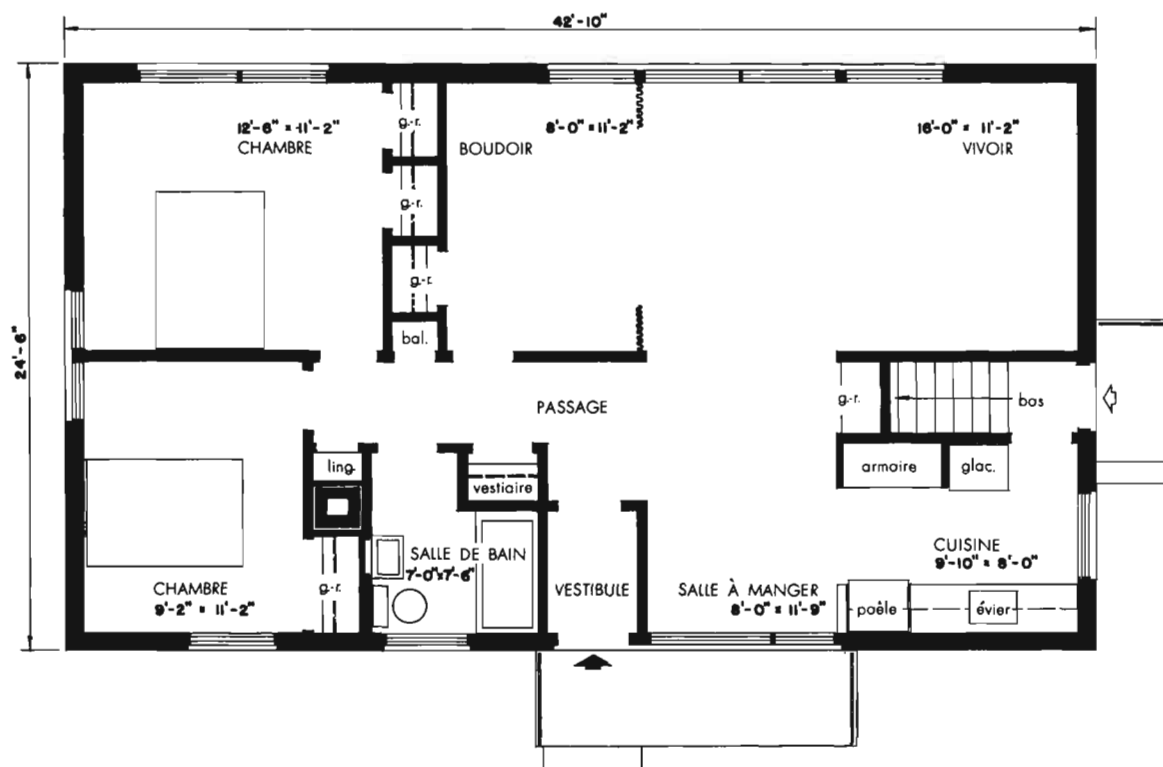 42'-10"
12'-6" × 11'-2"
CHAMBRE
g.-r.
BOUDOIR
8'-0" × 11'-2"
16'-0" × 11'-2"
VIVOIR
g.-r.
g.-r.
bal.
24'-6"
PASSAGE
g.-r.
bas
ling.
vestiaire
armoire
glac.
SALLE DE BAIN
7'-0" × 7'-6"
CUISINE
9'-10" × 8'-0"
CHAMBRE
9'-2" × 11'-2"
g.-r.
VESTIBULE
SALLE À MANGER
8'-0" × 11'-9"
poêle
évier